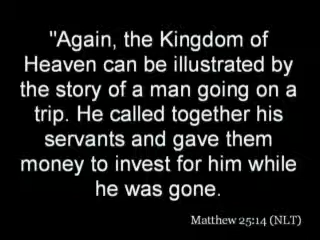 "Again, the Kingdom of
Heaven can be illustrated by
the story of a man going on a
trip. He called together his
servants and gave them
money to invest for him while
he was gone.
Matthew 25:14 (NLT)